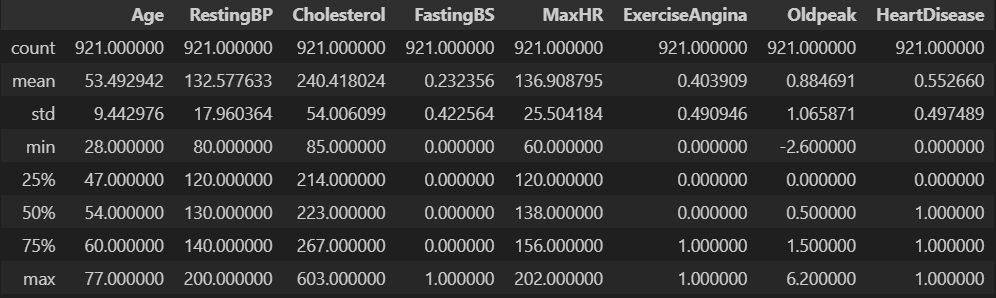 Age RestingBP Cholesterol FastingBS MaxHR ExerciseAngina Oldpeak HeartDisease
count 921.000000 921.000000 921.000000 921.000000 921.000000 921.000000 921.000000 921.000000
mean 53.492942 132.577633 240.418024 0.232356 136.908795 0.403909 0.884691 0.552660
std 9.442976 17.960364 54.006099 0.422564 25.504184 0.490946 1.065871 0.497489
min 28.000000 80.000000 85.000000 0.000000 60.000000 0.000000 -2.600000 0.000000
25% 47.000000 120.000000 214.000000 0.000000 120.000000 0.000000 0.000000 0.000000
50% 54.000000 130.000000 223.000000 0.000000 138.000000 0.000000 0.500000 1.000000
75% 60.000000 140.000000 267.000000 0.000000 156.000000 1.000000 1.500000 1.000000
max 77.000000 200.000000 603.000000 1.000000 202.000000 1.000000 6.200000 1.000000